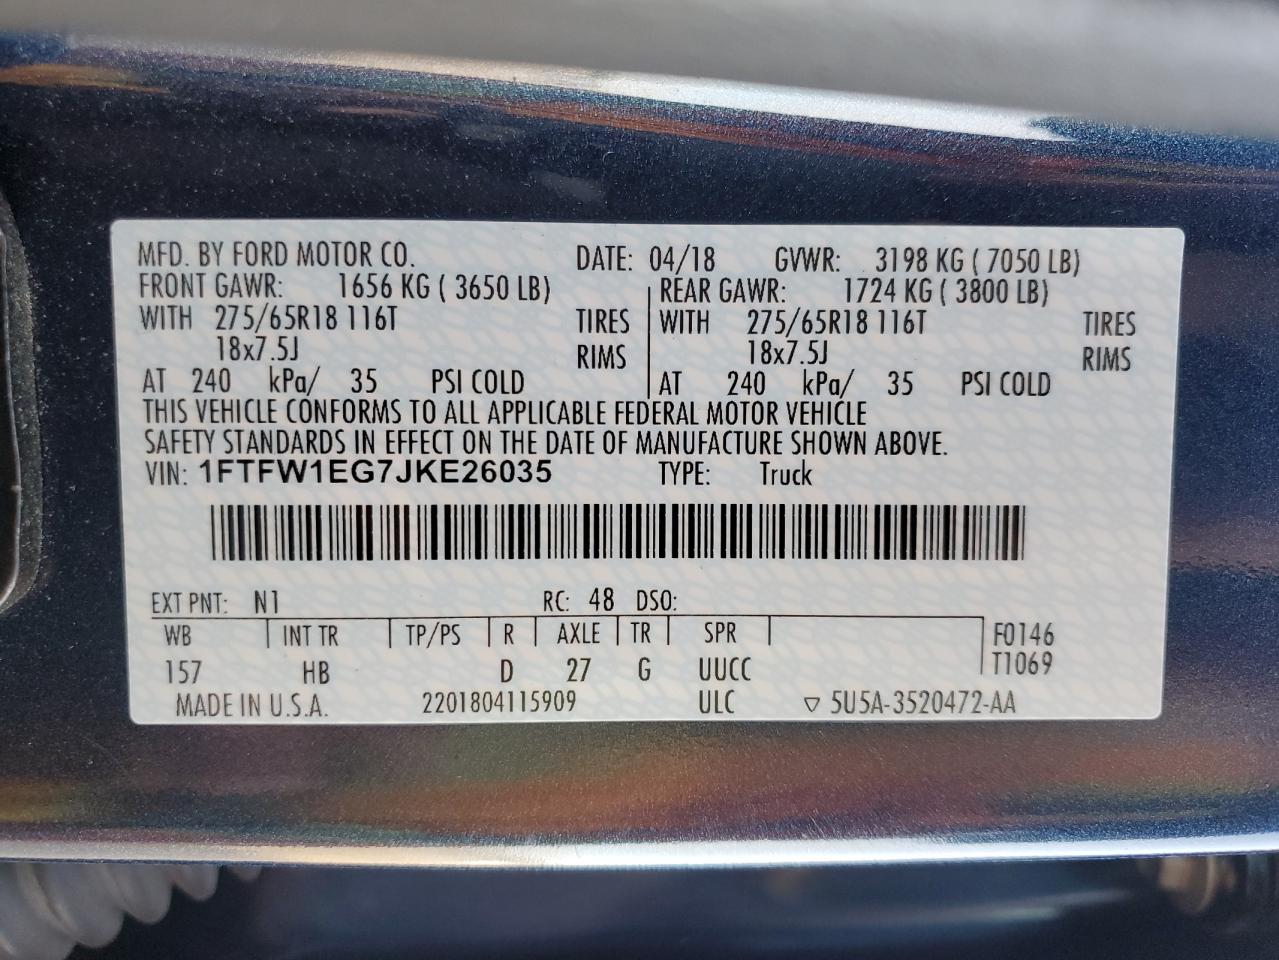 MFD. BY FORD MOTOR CO. DATE: 04/18 GVWR: 3198 KG ( 7050 LB)
FRONT GAWR: 1656 KG ( 3650 LB) REAR GAWR: 1724 KG ( 3800 LB)
WITH 275/65R18 116T TIRES WITH 275/65R18 116T TIRES
18x7.5J RIMS 18x7.5J RIMS
AT 240 kPa/ 35 PSI COLD AT 240 kPa/ 35 PSI COLD
THIS VEHICLE CONFORMS TO ALL APPLICABLE FEDERAL MOTOR VEHICLE
SAFETY STANDARDS IN EFFECT ON THE DATE OF MANUFACTURE SHOWN ABOVE.
VIN: 1FTFW1EG7JKE26035 TYPE: Truck
EXT PNT: N1 RC: 48 DSO:
WB INT TR TP/PS R AXLE TR SPR F0146
157 HB D 27 G UUCC T1069
MADE IN U.S.A. 2201804115909 ULC ▽ 5U5A-3520472-AA